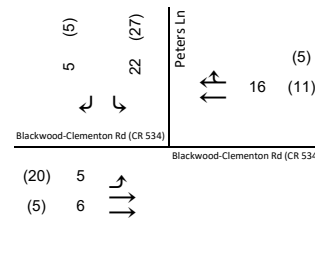 (5) (27)
5 22
Peters Ln
(5)
16 (11)
Blackwood-Clementon Rd (CR 534)
Blackwood-Clementon Rd (CR 534
(20) 5
(5) 6